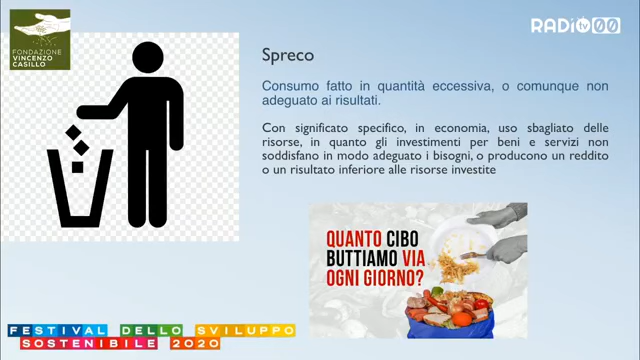 FONDAZIONE
VINCENZO
CASILLO
RADIO tv 00
Spreco
Consumo fatto in quantità eccessiva, o comunque non
adeguato ai risultati.
Con significato specifico, in economia, uso sbagliato delle
risorse, in quanto gli investimenti per beni e servizi non
soddisfano in modo adeguato i bisogni, o producono un reddito
o un risultato inferiore alle risorse investite
QUANTO CIBO
BUTTIAMO VIA
OGNI GIORNO?
FESTIVAL DELLO SVILUPPO
SOSTENIBILE 2020